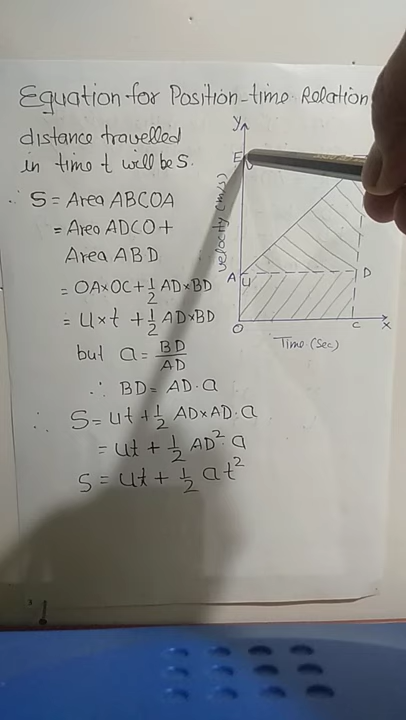 Equation for Position-time Relation
distance travelled
in time t will be S.
∴ S = Area ABCOA
= Area ADCO +
Area ABD
= OA×OC + 1/2 AD×BD
= u×t + 1/2 AD×BD
but a = BD/AD
∴ BD = AD·a
∴ S = ut + 1/2 AD×AD·a
= ut + 1/2 AD²·a
S = ut + 1/2 at²
y
E
velocity (m/s)
A
u
D
O
C
x
Time (sec)